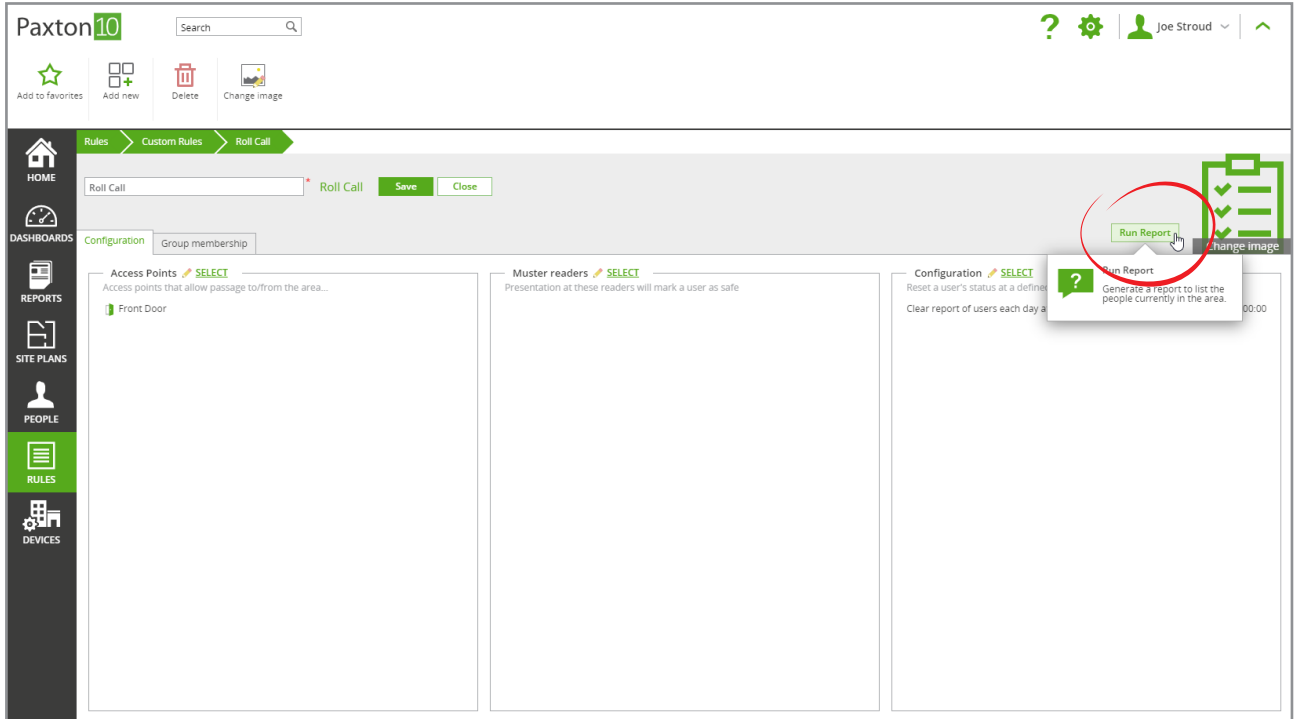 Paxton 10
Search
Joe Stroud
Add to favorites
Add new
Delete
Change image
Rules
Custom Rules
Roll Call
HOME
Roll Call
* Roll Call
Save
Close
DASHBOARDS
Configuration
Group membership
Run Report
Change image
REPORTS
Access Points SELECT
Access points that allow passage to/from the area...
Front Door
Muster readers SELECT
Presentation at these readers will mark a user as safe
Configuration SELECT
Reset a user's status at a define
Clear report of users each day a
00:00
?
Run Report
Generate a report to list the
people currently in the area.
SITE PLANS
PEOPLE
RULES
DEVICES